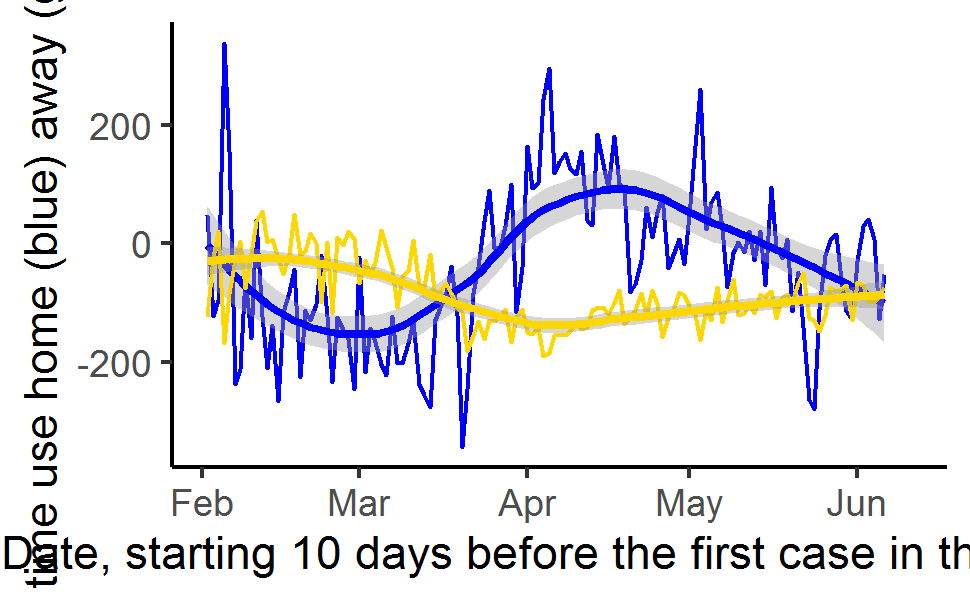 time use home (blue) away (g
200
0
-200
Feb Mar Apr May Jun
Date, starting 10 days before the first case in th